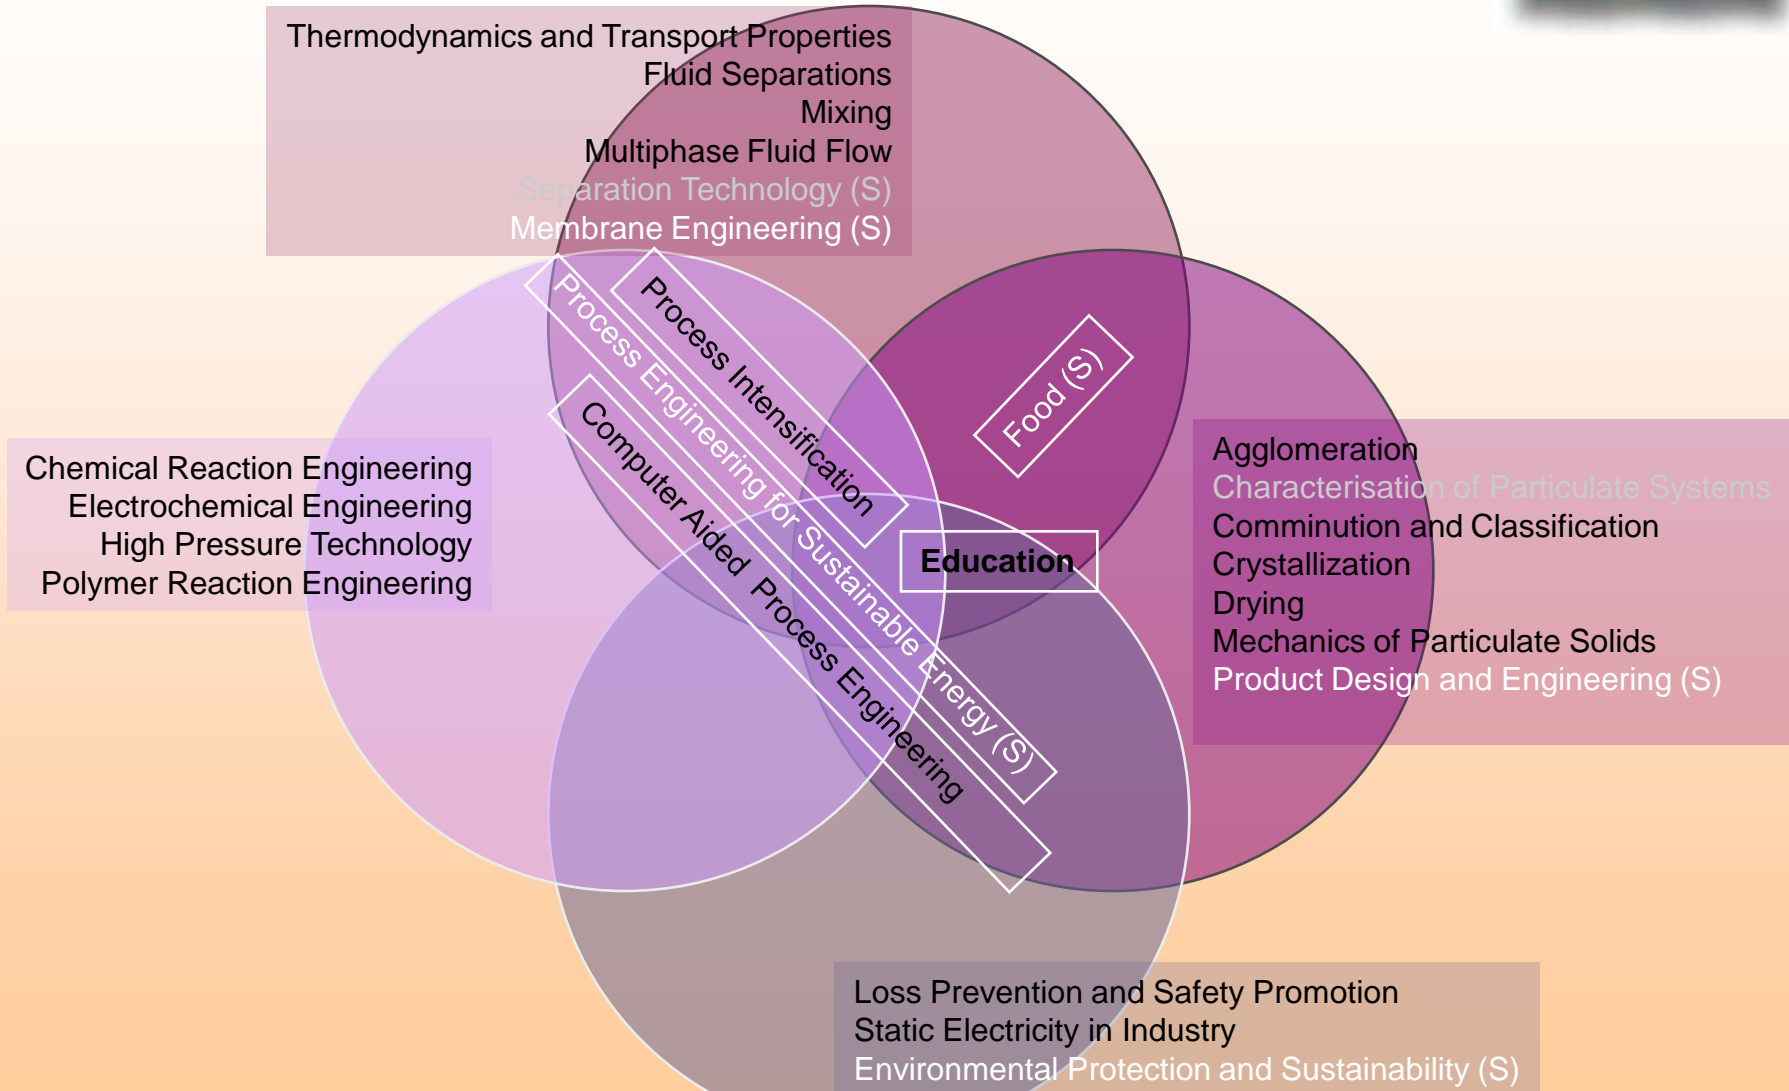 Thermodynamics and Transport Properties
Fluid Separations
Mixing
Multiphase Fluid Flow
Separation Technology (S)
Membrane Engineering (S)
Process Intensification
Process Engineering for Sustainable Energy (S)
Computer Aided Process Engineering
Food (S)
Education
Chemical Reaction Engineering
Electrochemical Engineering
High Pressure Technology
Polymer Reaction Engineering
Agglomeration
Characterisation of Particulate Systems
Comminution and Classification
Crystallization
Drying
Mechanics of Particulate Solids
Product Design and Engineering (S)
Loss Prevention and Safety Promotion
Static Electricity in Industry
Environmental Protection and Sustainability (S)